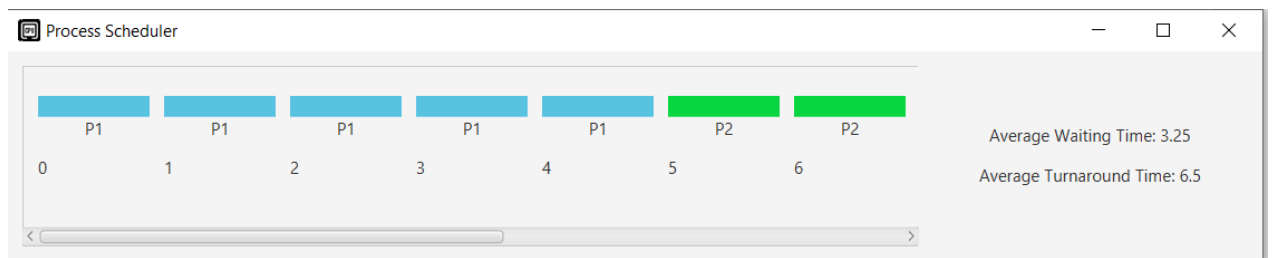 Process Scheduler
P1 P1 P1 P1 P1 P2 P2
0 1 2 3 4 5 6
Average Waiting Time: 3.25
Average Turnaround Time: 6.5